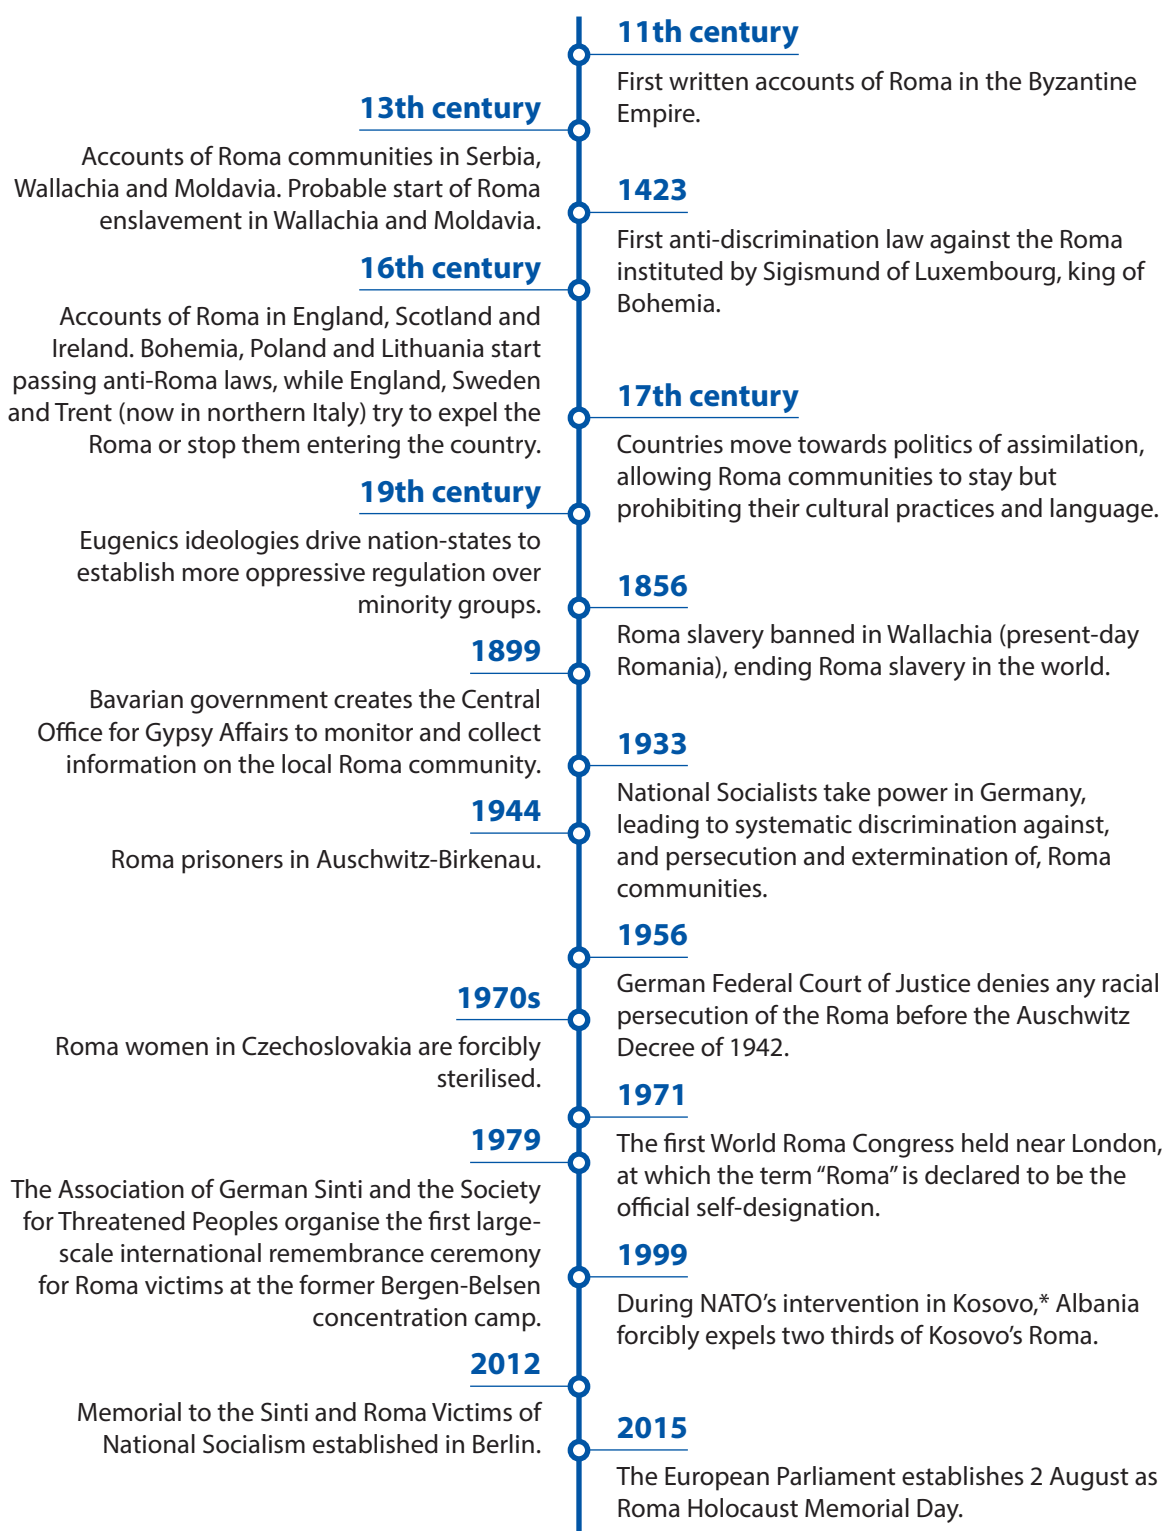 11th century
First written accounts of Roma in the Byzantine
Empire.
13th century
Accounts of Roma communities in Serbia,
Wallachia and Moldavia. Probable start of Roma
enslavement in Wallachia and Moldavia.
1423
First anti-discrimination law against the Roma
instituted by Sigismund of Luxembourg, king of
Bohemia.
16th century
Accounts of Roma in England, Scotland and
Ireland. Bohemia, Poland and Lithuania start
passing anti-Roma laws, while England, Sweden
and Trent (now in northern Italy) try to expel the
Roma or stop them entering the country.
17th century
Countries move towards politics of assimilation,
allowing Roma communities to stay but
prohibiting their cultural practices and language.
19th century
Eugenics ideologies drive nation-states to
establish more oppressive regulation over
minority groups.
1856
Roma slavery banned in Wallachia (present-day
Romania), ending Roma slavery in the world.
1899
Bavarian government creates the Central
Office for Gypsy Affairs to monitor and collect
information on the local Roma community.
1933
National Socialists take power in Germany,
leading to systematic discrimination against,
and persecution and extermination of, Roma
communities.
1944
Roma prisoners in Auschwitz-Birkenau.
1956
German Federal Court of Justice denies any racial
persecution of the Roma before the Auschwitz
Decree of 1942.
1970s
Roma women in Czechoslovakia are forcibly
sterilised.
1971
The first World Roma Congress held near London,
at which the term “Roma” is declared to be the
official self-designation.
1979
The Association of German Sinti and the Society
for Threatened Peoples organise the first large-
scale international remembrance ceremony
for Roma victims at the former Bergen-Belsen
concentration camp.
1999
During NATO’s intervention in Kosovo,* Albania
forcibly expels two thirds of Kosovo’s Roma.
2012
Memorial to the Sinti and Roma Victims of
National Socialism established in Berlin.
2015
The European Parliament establishes 2 August as
Roma Holocaust Memorial Day.